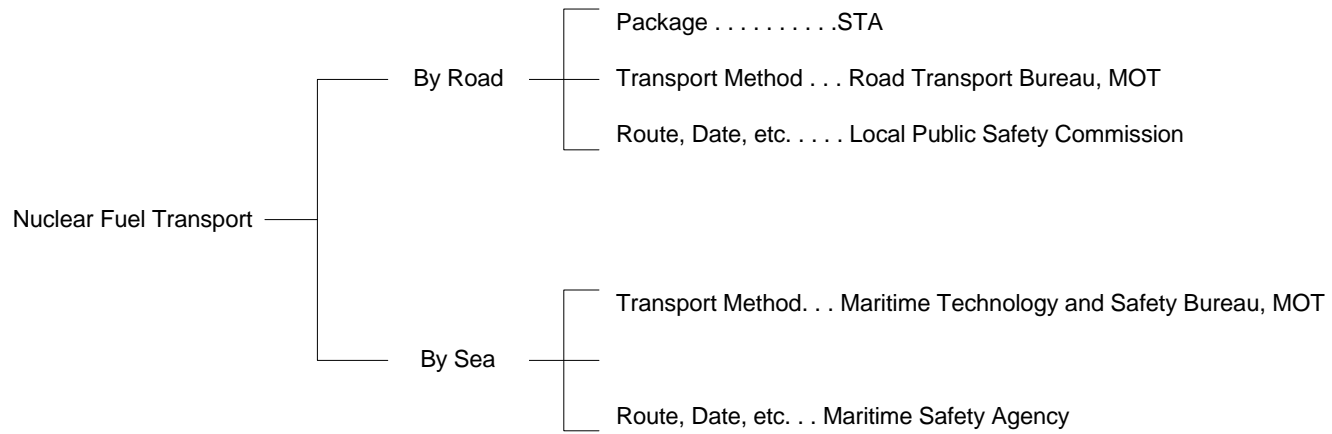 Package . . . . . . . . . .STA
By Road
Transport Method . . . Road Transport Bureau, MOT
Route, Date, etc. . . . . Local Public Safety Commission
Nuclear Fuel Transport
Transport Method. . . Maritime Technology and Safety Bureau, MOT
By Sea
Route, Date, etc. . . Maritime Safety Agency